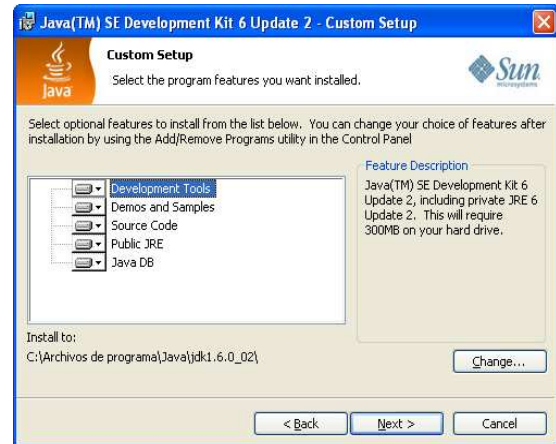 Java(TM) SE Development Kit 6 Update 2 - Custom Setup
Java
Custom Setup
Select the program features you want installed.
Sun
microsystems
Select optional features to install from the list below. You can change your choice of features after
installation by using the Add/Remove Programs utility in the Control Panel
Development Tools
Demos and Samples
Source Code
Public JRE
Java DB
Feature Description
Java(TM) SE Development Kit 6
Update 2, including private JRE 6
Update 2. This will require
300MB on your hard drive.
Install to:
C:\Archivos de programa\Java\jdk1.6.0_02\
Change...
< Back
Next >
Cancel